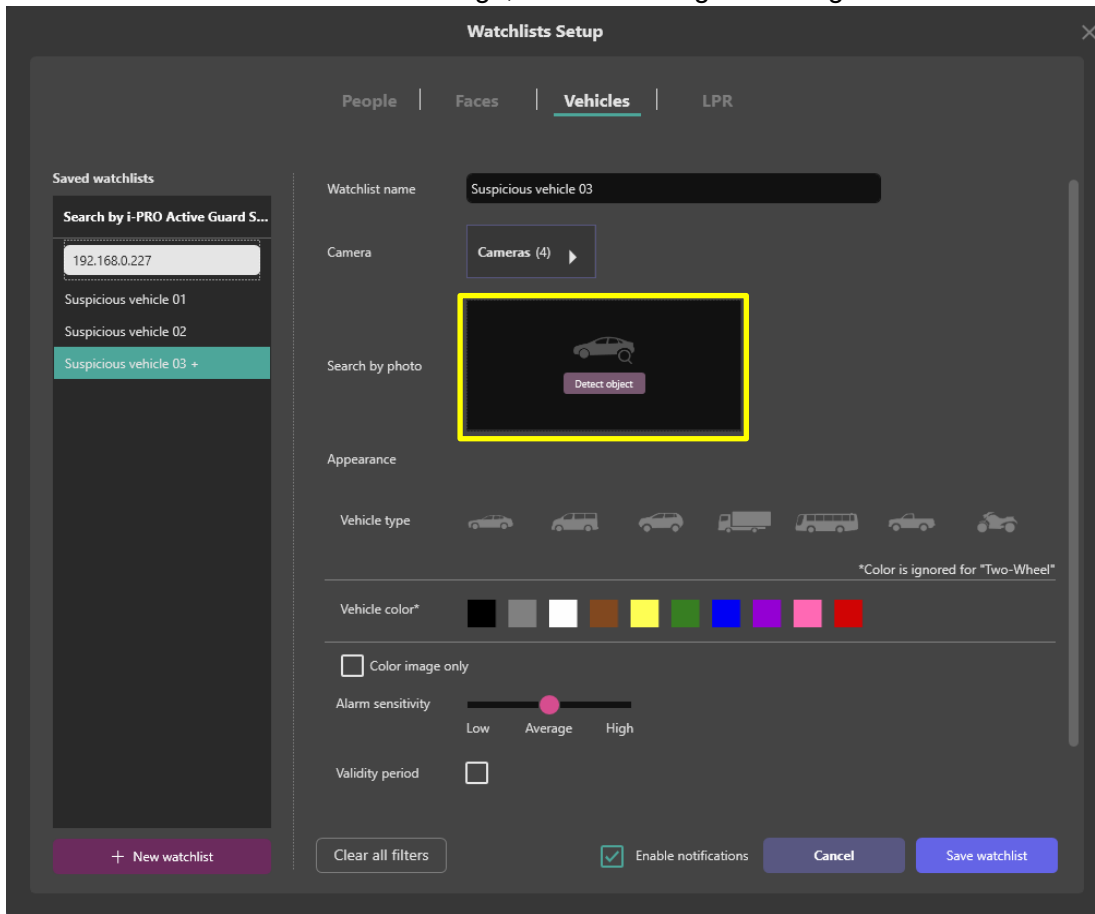 Watchlists Setup
People
Faces
Vehicles
LPR
Saved watchlists
Search by i-PRO Active Guard S...
192.168.0.227
Suspicious vehicle 01
Suspicious vehicle 02
Suspicious vehicle 03 +
+ New watchlist
Watchlist name
Suspicious vehicle 03
Camera
Cameras (4)
Search by photo
Detect object
Appearance
Vehicle type
*Color is ignored for "Two-Wheel"
Vehicle color*
Color image only
Alarm sensitivity
Low Average High
Validity period
Clear all filters
Enable notifications
Cancel
Save watchlist